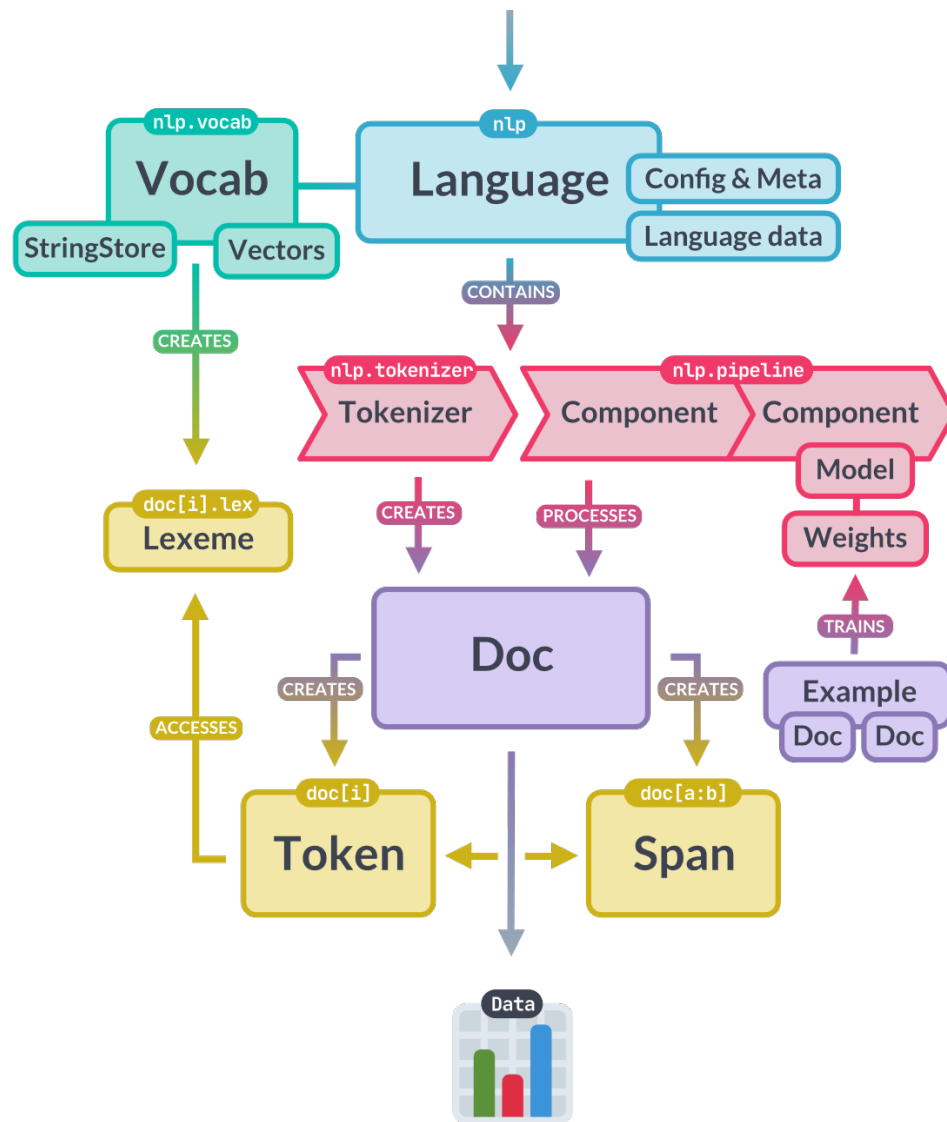 nlp.vocab
Vocab
StringStore
Vectors
nlp
Language
Config & Meta
Language data
CREATES
CONTAINS
nlp.tokenizer
Tokenizer
nlp.pipeline
Component
Component
Model
Weights
doc[i].lex
Lexeme
CREATES
PROCESSES
TRAINS
Doc
Example
Doc
Doc
CREATES
CREATES
ACCESSES
doc[i]
Token
doc[a:b]
Span
Data